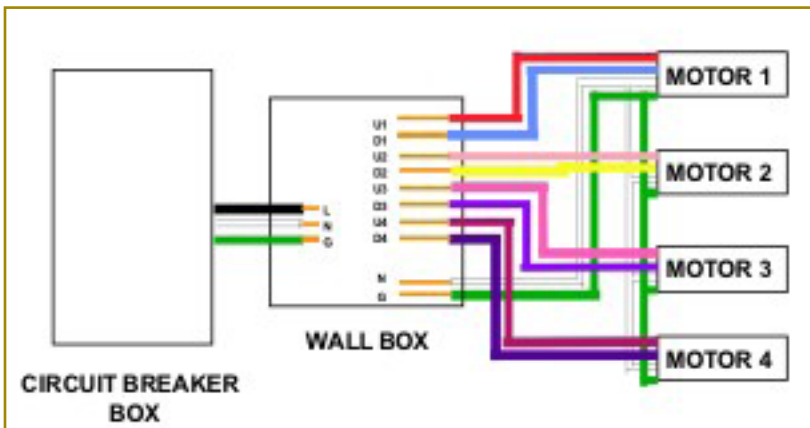 CIRCUIT BREAKER
BOX
L
N
G
WALL BOX
U1
D1
U2
D2
U3
D3
U4
D4
N
G
MOTOR 1
MOTOR 2
MOTOR 3
MOTOR 4